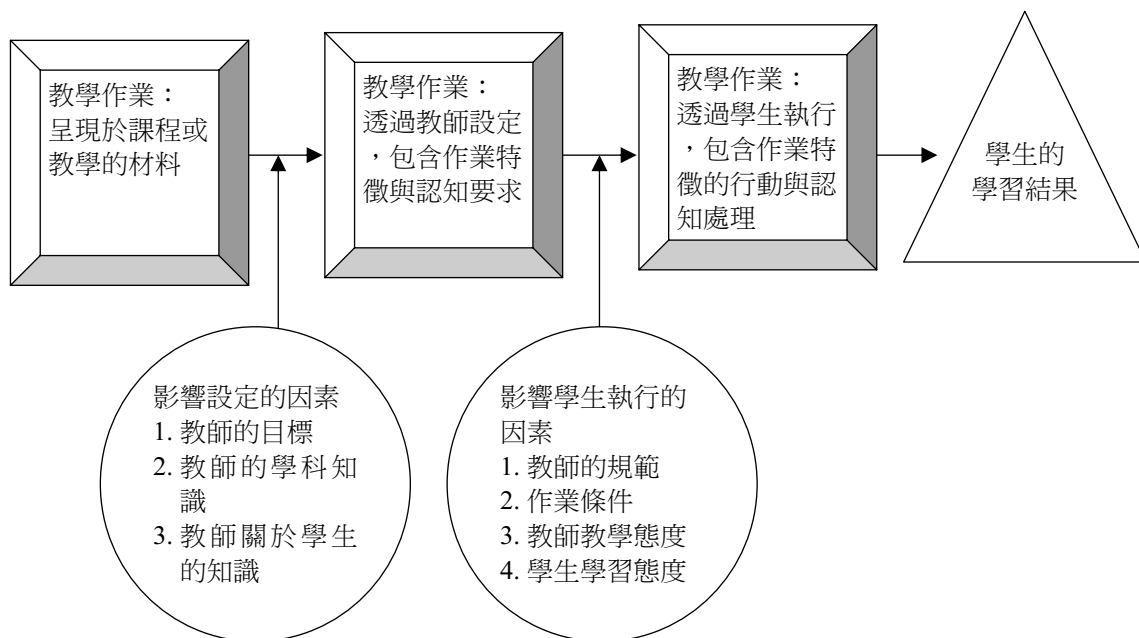 教學作業：
呈現於課程或
教學的材料
教學作業：
透過教師設定
，包含作業特
徵與認知要求
教學作業：
透過學生執行
，包含作業特
徵的行動與認
知處理
學生的
學習結果
影響設定的因素
1. 教師的目標
2. 教師的學科知
識
3. 教師關於學生
的知識
影響學生執行的
因素
1. 教師的規範
2. 作業條件
3. 教師教學態度
4. 學生學習態度